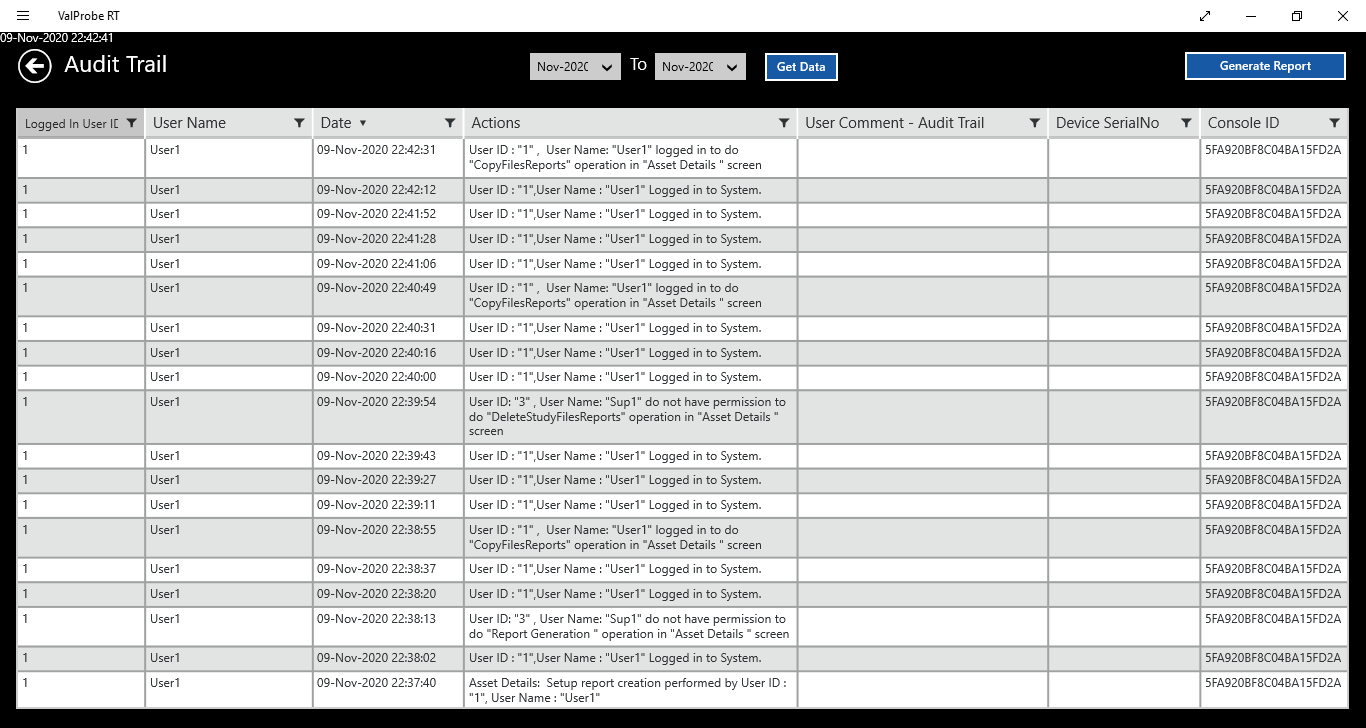 ValProbe RT
09-Nov-2020 22:42:41
Audit Trail
Nov-202( To Nov-202( Get Data Generate Report
Logged In User ID User Name Date Actions User Comment - Audit Trail Device SerialNo Console ID
1 User1 09-Nov-2020 22:42:31 User ID : "1" , User Name: "User1" logged in to do 5FA920BF8C04BA15FD2A
"CopyFilesReports" operation in "Asset Details " screen
1 User1 09-Nov-2020 22:42:12 User ID : "1",User Name : "User1" Logged in to System. 5FA920BF8C04BA15FD2A
1 User1 09-Nov-2020 22:41:52 User ID : "1",User Name : "User1" Logged in to System. 5FA920BF8C04BA15FD2A
1 User1 09-Nov-2020 22:41:28 User ID : "1",User Name : "User1" Logged in to System. 5FA920BF8C04BA15FD2A
1 User1 09-Nov-2020 22:41:06 User ID : "1",User Name : "User1" Logged in to System. 5FA920BF8C04BA15FD2A
1 User1 09-Nov-2020 22:40:49 User ID : "1" , User Name: "User1" logged in to do 5FA920BF8C04BA15FD2A
"CopyFilesReports" operation in "Asset Details " screen
1 User1 09-Nov-2020 22:40:31 User ID : "1",User Name : "User1" Logged in to System. 5FA920BF8C04BA15FD2A
1 User1 09-Nov-2020 22:40:16 User ID : "1",User Name : "User1" Logged in to System. 5FA920BF8C04BA15FD2A
1 User1 09-Nov-2020 22:40:00 User ID : "1",User Name : "User1" Logged in to System. 5FA920BF8C04BA15FD2A
1 User1 09-Nov-2020 22:39:54 User ID: "3" , User Name: "Sup1" do not have permission to 5FA920BF8C04BA15FD2A
do "DeleteStudyFilesReports" operation in "Asset Details "
screen
1 User1 09-Nov-2020 22:39:43 User ID : "1",User Name : "User1" Logged in to System. 5FA920BF8C04BA15FD2A
1 User1 09-Nov-2020 22:39:27 User ID : "1",User Name : "User1" Logged in to System. 5FA920BF8C04BA15FD2A
1 User1 09-Nov-2020 22:39:11 User ID : "1",User Name : "User1" Logged in to System. 5FA920BF8C04BA15FD2A
1 User1 09-Nov-2020 22:38:55 User ID : "1" , User Name: "User1" logged in to do 5FA920BF8C04BA15FD2A
"CopyFilesReports" operation in "Asset Details " screen
1 User1 09-Nov-2020 22:38:37 User ID : "1",User Name : "User1" Logged in to System. 5FA920BF8C04BA15FD2A
1 User1 09-Nov-2020 22:38:20 User ID : "1",User Name : "User1" Logged in to System. 5FA920BF8C04BA15FD2A
1 User1 09-Nov-2020 22:38:13 User ID: "3" , User Name: "Sup1" do not have permission to 5FA920BF8C04BA15FD2A
do "Report Generation " operation in "Asset Details " screen
1 User1 09-Nov-2020 22:38:02 User ID : "1",User Name : "User1" Logged in to System. 5FA920BF8C04BA15FD2A
1 User1 09-Nov-2020 22:37:40 Asset Details: Setup report creation performed by User ID : 5FA920BF8C04BA15FD2A
"1", User Name : "User1"